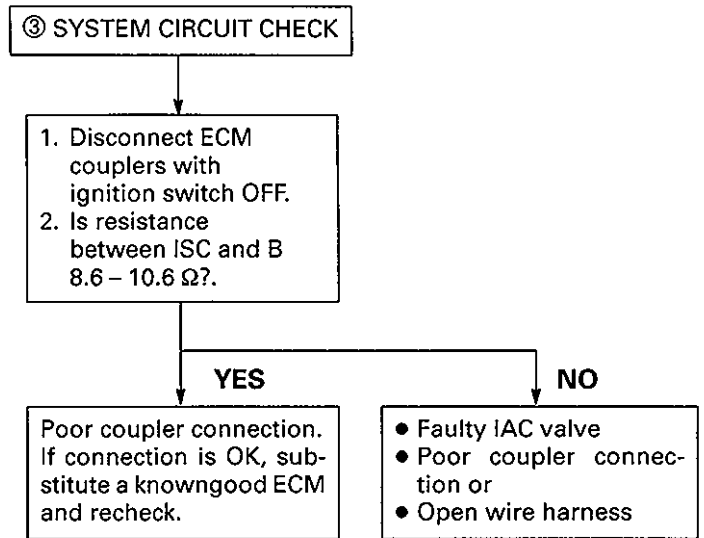 ③ SYSTEM CIRCUIT CHECK
1. Disconnect ECM
couplers with
ignition switch OFF.
2. Is resistance
between ISC and B
8.6 – 10.6 Ω?.
YES
NO
Poor coupler connection.
If connection is OK, sub-
stitute a knowngood ECM
and recheck.
● Faulty IAC valve
● Poor coupler connec-
tion or
● Open wire harness